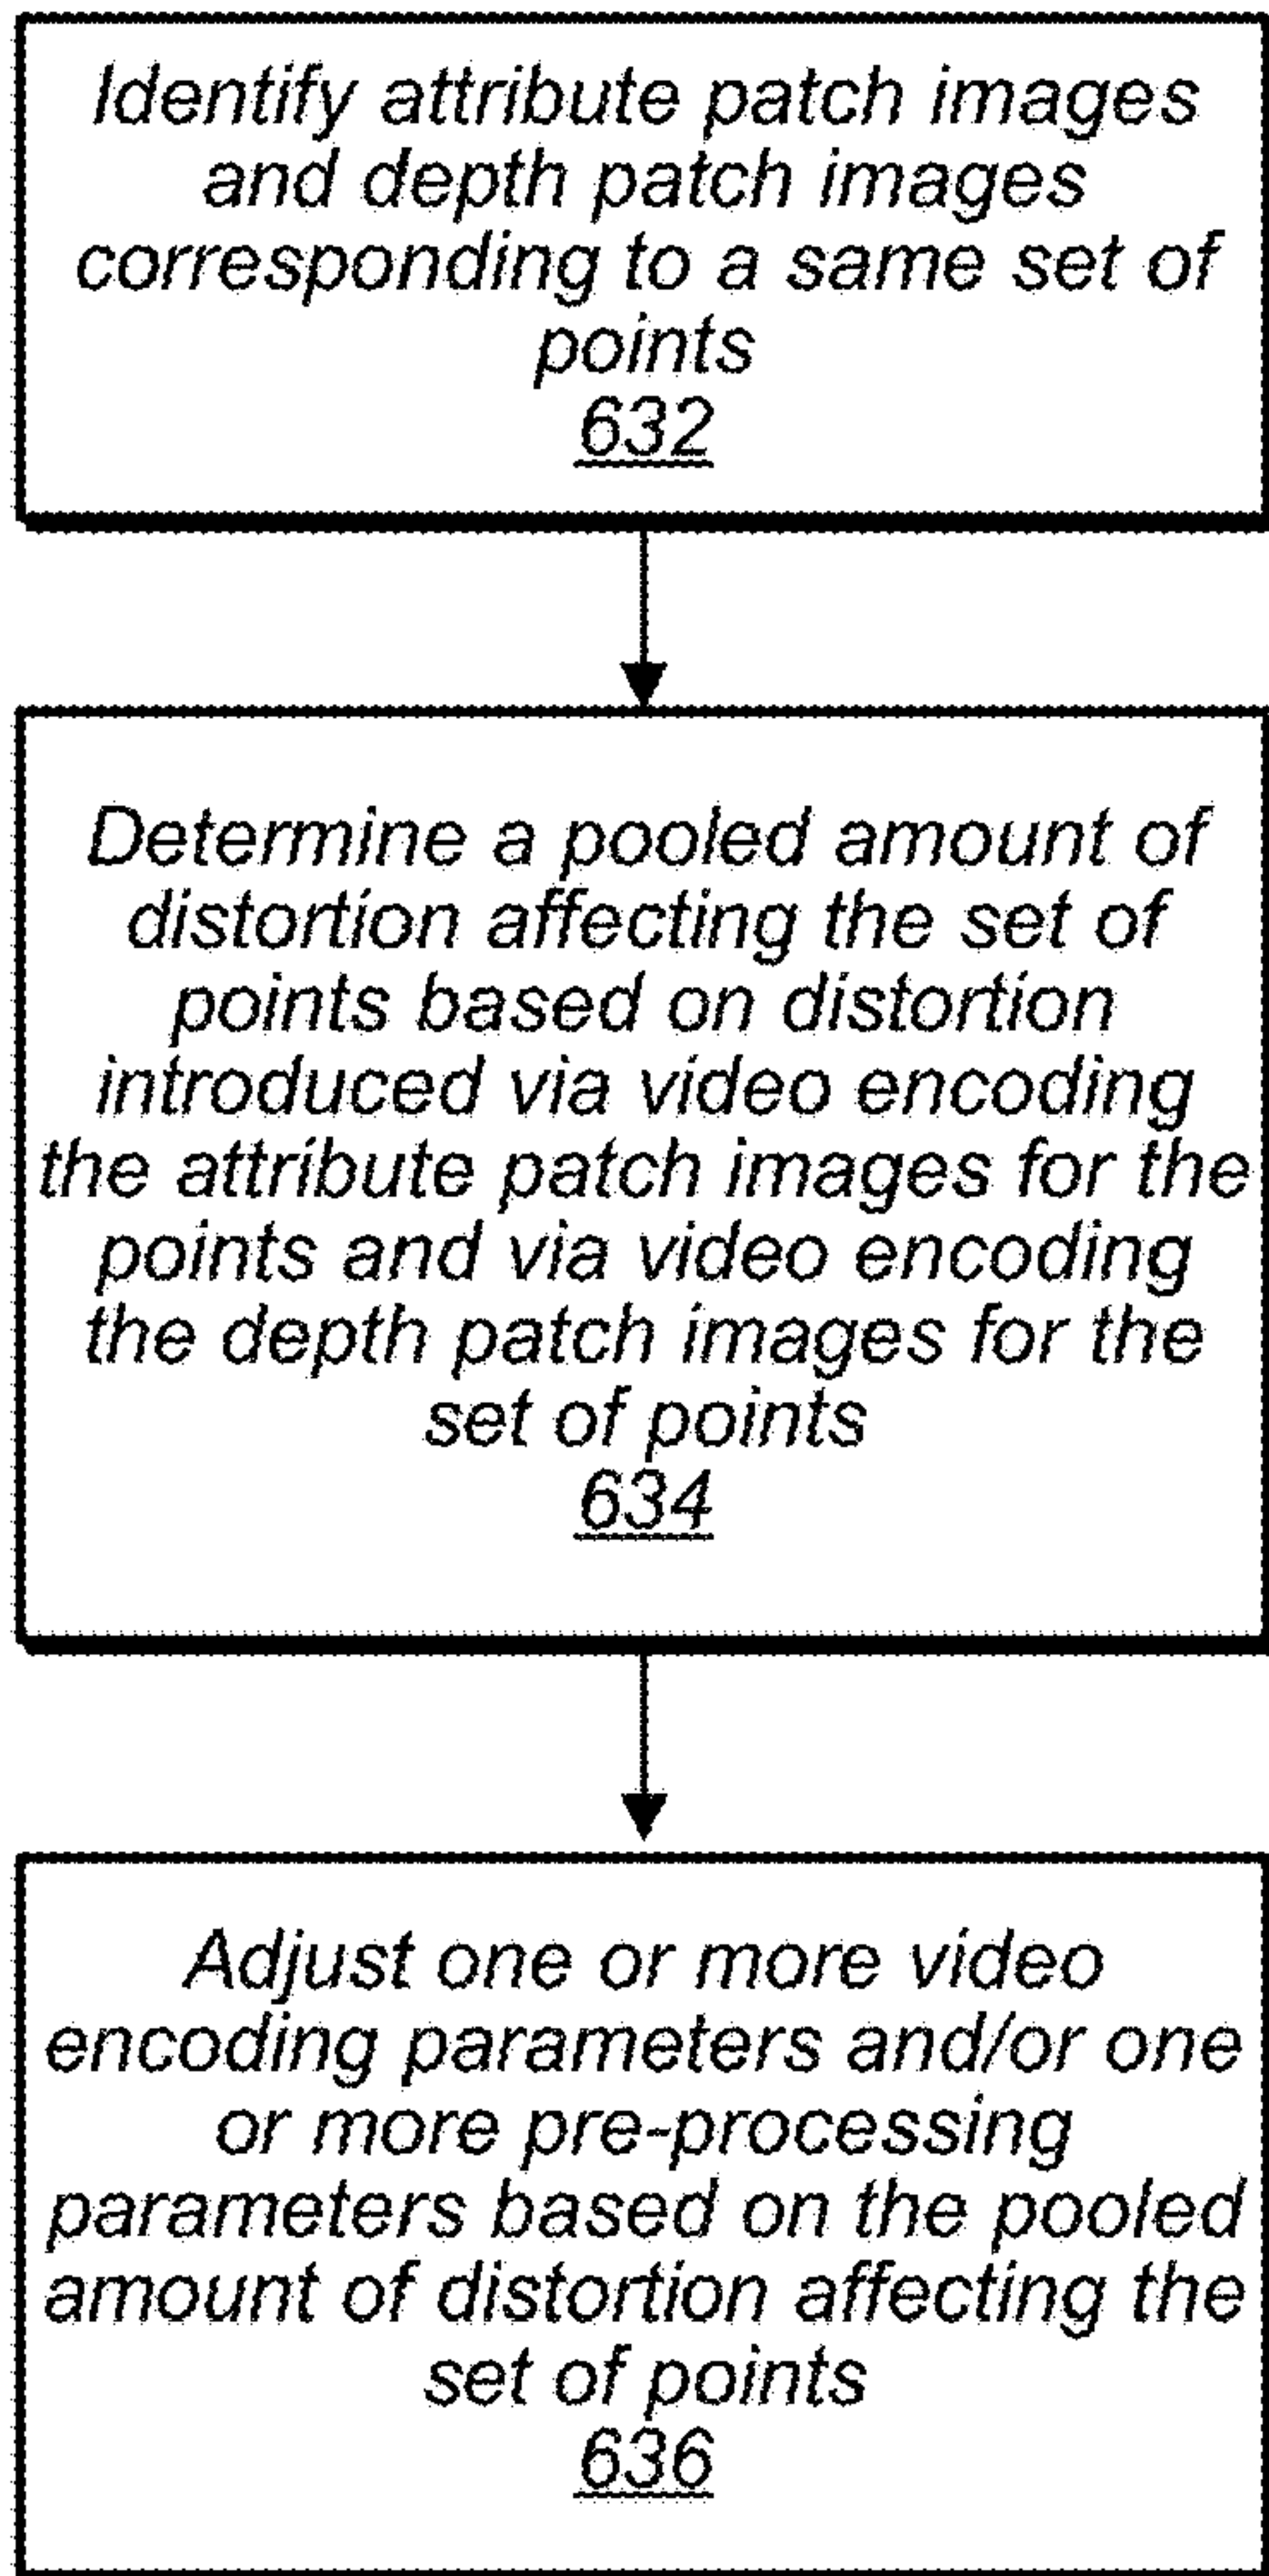 Identify attribute patch images
and depth patch images
corresponding to a same set of
points
632
Determine a pooled amount of
distortion affecting the set of
points based on distortion
introduced via video encoding
the attribute patch images for the
points and via video encoding
the depth patch images for the
set of points
634
Adjust one or more video
encoding parameters and/or one
or more pre-processing
parameters based on the pooled
amount of distortion affecting the
set of points
636